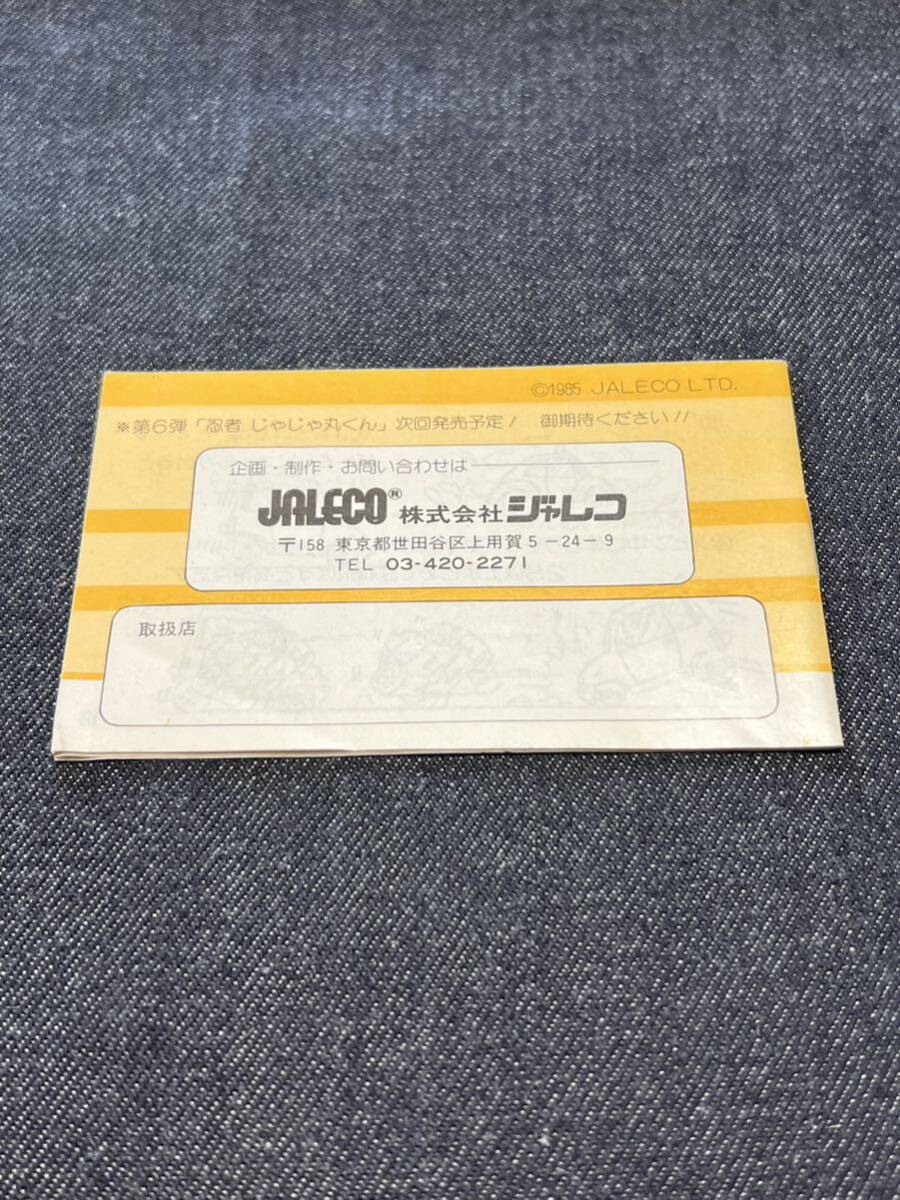 ©1985 JALECO LTD.
※第6弾「忍者 じゃじゃ丸くん」次回発売予定! 御期待ください!!
企画・制作・お問い合わせは
JALECO® 株式会社ジャレコ
〒158 東京都世田谷区上用賀5-24-9
TEL 03-420-2271
取扱店